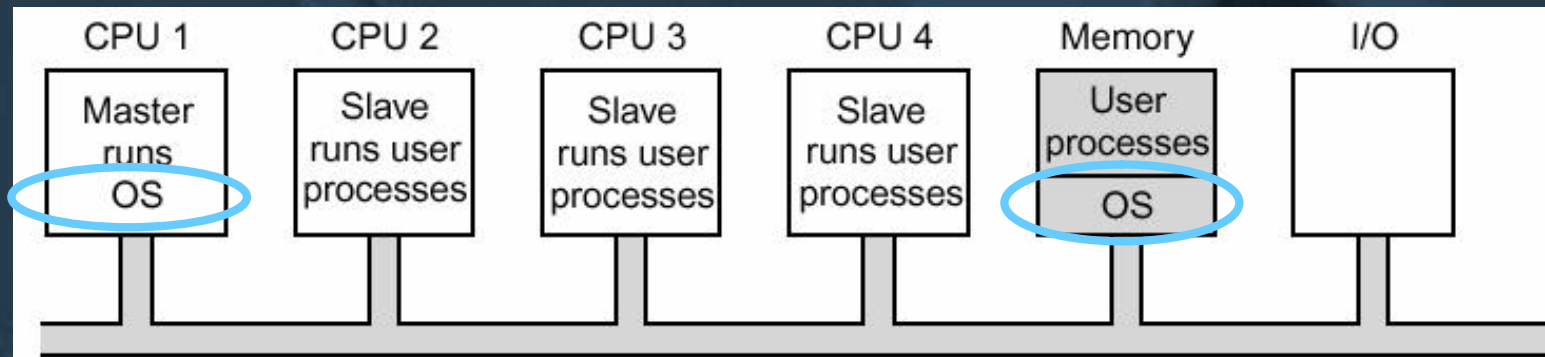 CPU 1
CPU 2
CPU 3
CPU 4
Memory
I/O
Master
runs
OS
Slave
runs user
processes
Slave
runs user
processes
Slave
runs user
processes
User
processes
OS